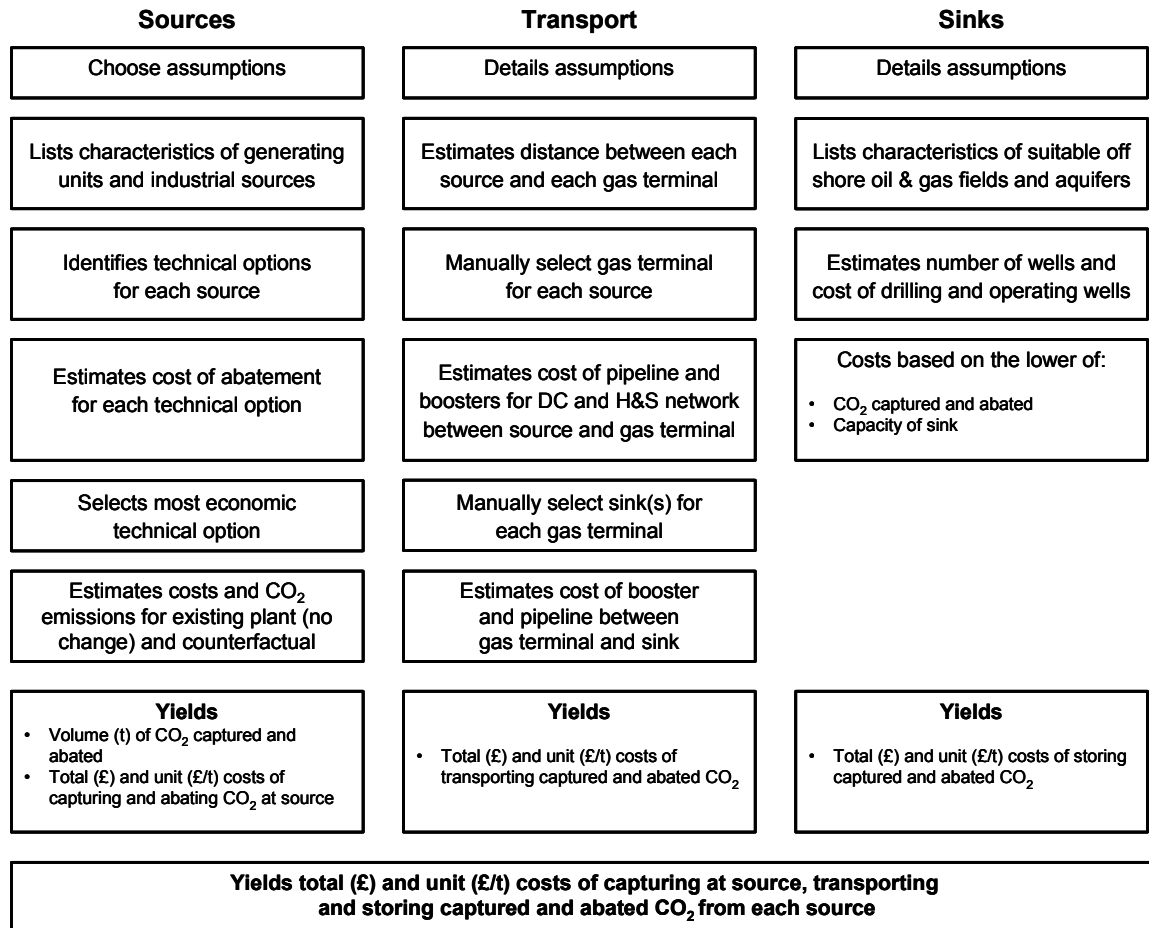 Sources
Choose assumptions
Lists characteristics of generating
units and industrial sources
Identifies technical options
for each source
Estimates cost of abatement
for each technical option
Selects most economic
technical option
Estimates costs and CO₂
emissions for existing plant (no
change) and counterfactual
Yields
• Volume (t) of CO₂ captured and
abated
• Total (£) and unit (£/t) costs of
capturing and abating CO₂ at source
Transport
Details assumptions
Estimates distance between each
source and each gas terminal
Manually select gas terminal
for each source
Estimates cost of pipeline and
boosters for DC and H&S network
between source and gas terminal
Manually select sink(s) for
each gas terminal
Estimates cost of booster
and pipeline between
gas terminal and sink
Yields
• Total (£) and unit (£/t) costs of
transporting captured and abated CO₂
Sinks
Details assumptions
Lists characteristics of suitable off
shore oil & gas fields and aquifers
Estimates number of wells and
cost of drilling and operating wells
Costs based on the lower of:
• CO₂ captured and abated
• Capacity of sink
Yields
• Total (£) and unit (£/t) costs of storing
captured and abated CO₂
Yields total (£) and unit (£/t) costs of capturing at source, transporting
and storing captured and abated CO₂ from each source